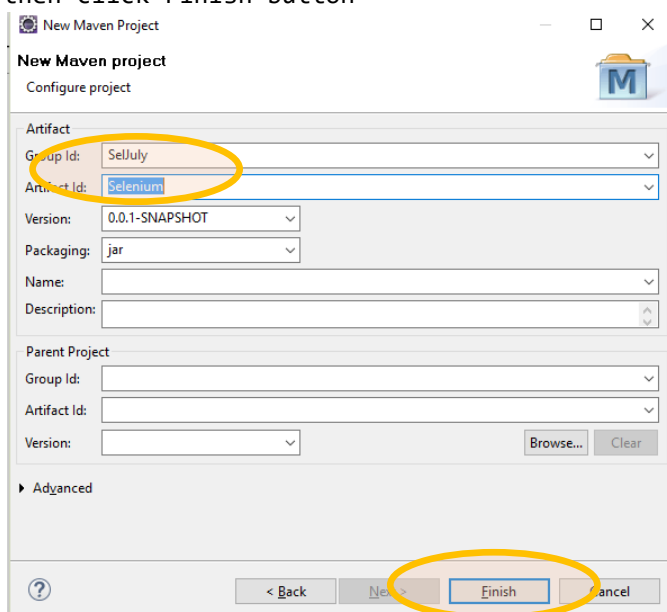 then click Finish button
New Maven Project
New Maven project
Configure project
M
Artifact
Group Id: SelJuly
Artifact Id: Selenium
Version: 0.0.1-SNAPSHOT
Packaging: jar
Name:
Description:
Parent Project
Group Id:
Artifact Id:
Version: Browse... Clear
Advanced
? < Back Next > Finish Cancel